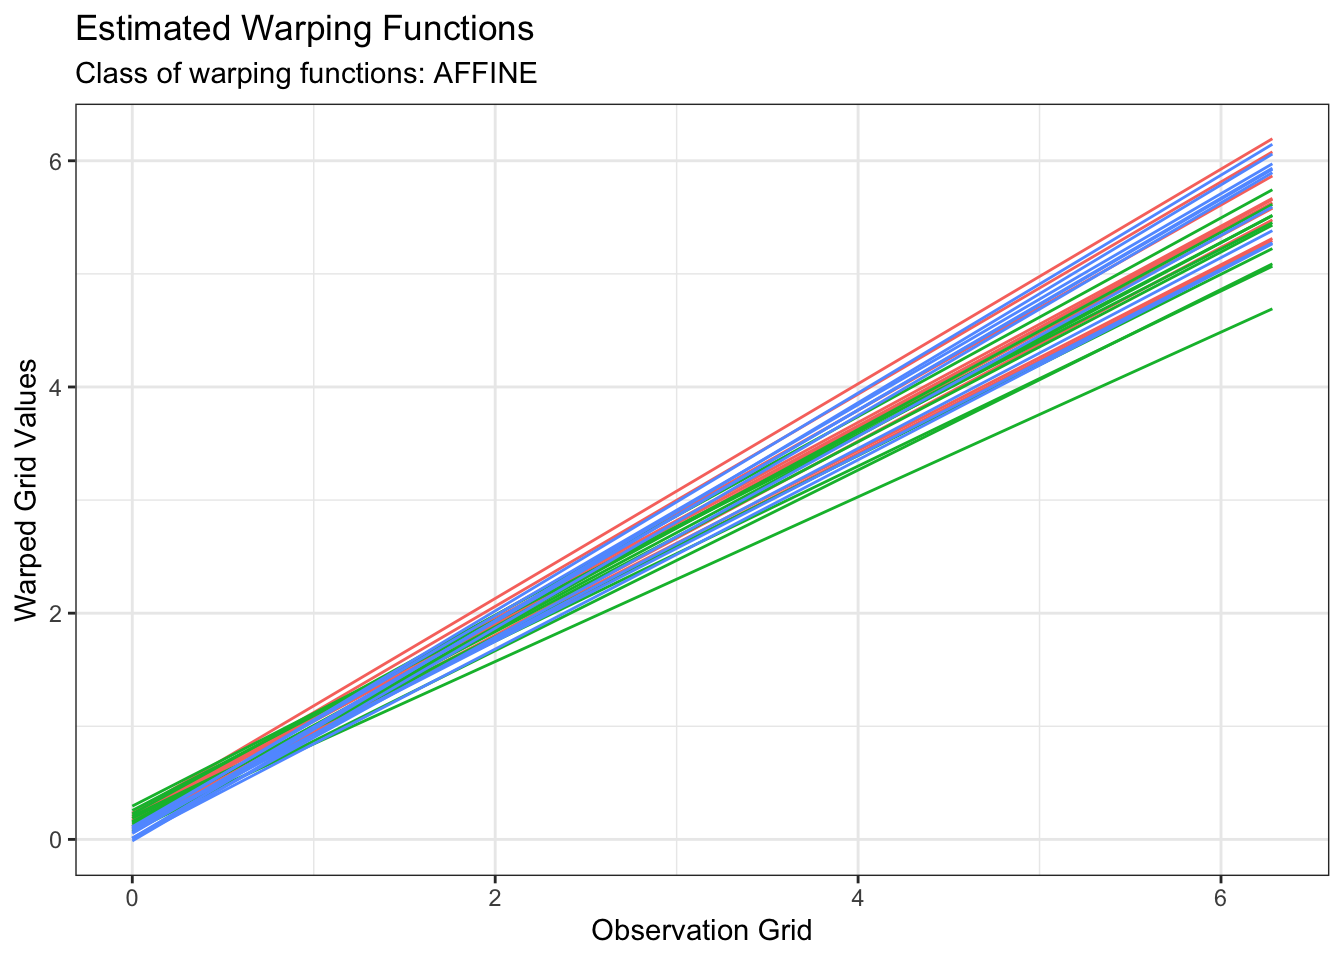 Estimated Warping Functions
Class of warping functions: AFFINE
6
4
2
0
Warped Grid Values
0 2 4 6
Observation Grid